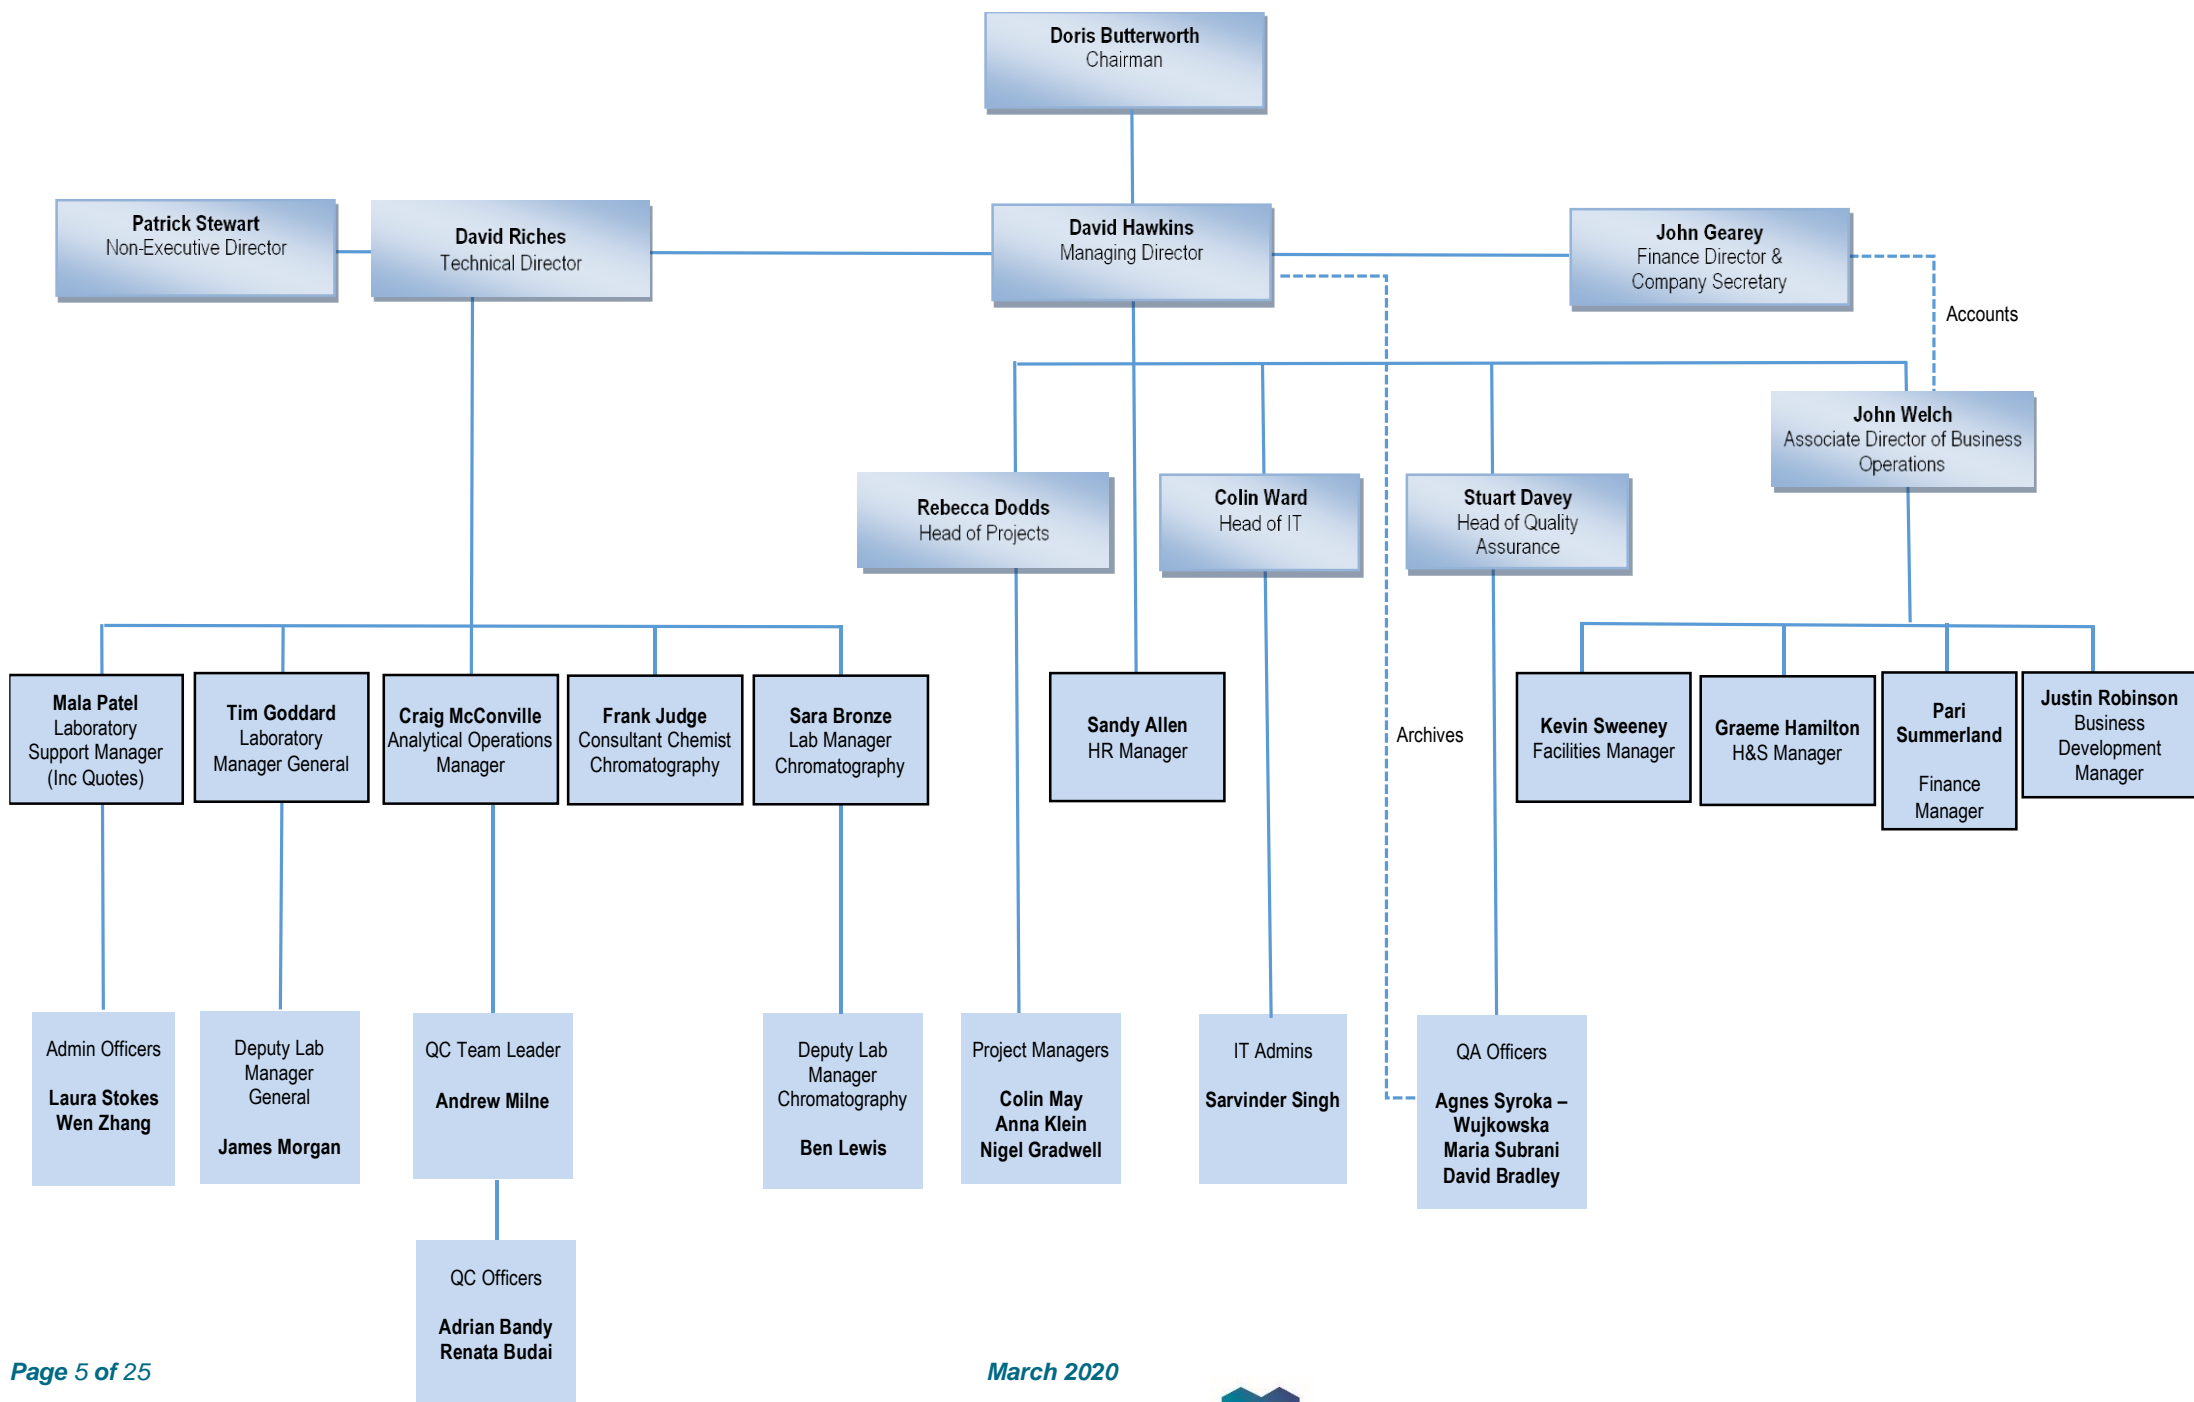 Doris Butterworth
Chairman
Patrick Stewart
Non-Executive Director
David Riches
Technical Director
David Hawkins
Managing Director
John Gearey
Finance Director &
Company Secretary
Accounts
John Welch
Associate Director of Business
Operations
Rebecca Dodds
Head of Projects
Colin Ward
Head of IT
Stuart Davey
Head of Quality
Assurance
Mala Patel
Laboratory
Support Manager
(Inc Quotes)
Tim Goddard
Laboratory
Manager General
Craig McConville
Analytical Operations
Manager
Frank Judge
Consultant Chemist
Chromatography
Sara Bronze
Lab Manager
Chromatography
Sandy Allen
HR Manager
Archives
Kevin Sweeney
Facilities Manager
Graeme Hamilton
H&S Manager
Pari
Summerland
Finance
Manager
Justin Robinson
Business
Development
Manager
Admin Officers
Laura Stokes
Wen Zhang
Deputy Lab
Manager
General
James Morgan
QC Team Leader
Andrew Milne
Deputy Lab
Manager
Chromatography
Ben Lewis
Project Managers
Colin May
Anna Klein
Nigel Gradwell
IT Admins
Sarvinder Singh
QA Officers
Agnes Syroka –
Wujkowska
Maria Subrani
David Bradley
QC Officers
Adrian Bandy
Renata Budai
Page 5 of 25
March 2020